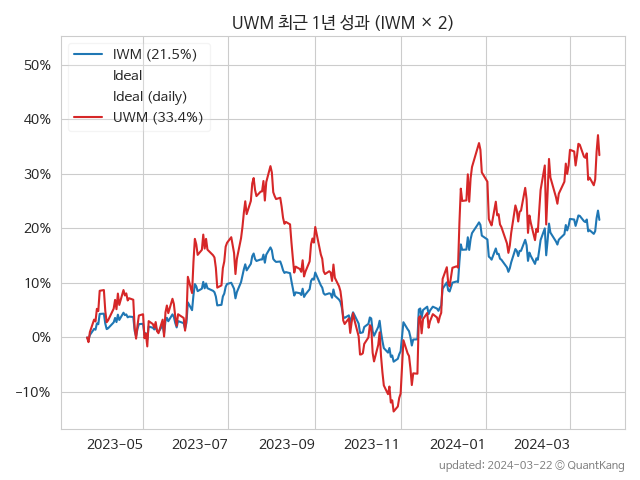 UWM 최근 1년 성과 (IWM × 2)
IWM (21.5%)
Ideal
Ideal (daily)
UWM (33.4%)
50%
40%
30%
20%
10%
0%
−10%
2023-05 2023-07 2023-09 2023-11 2024-01 2024-03
updated: 2024-03-22 © QuantKang